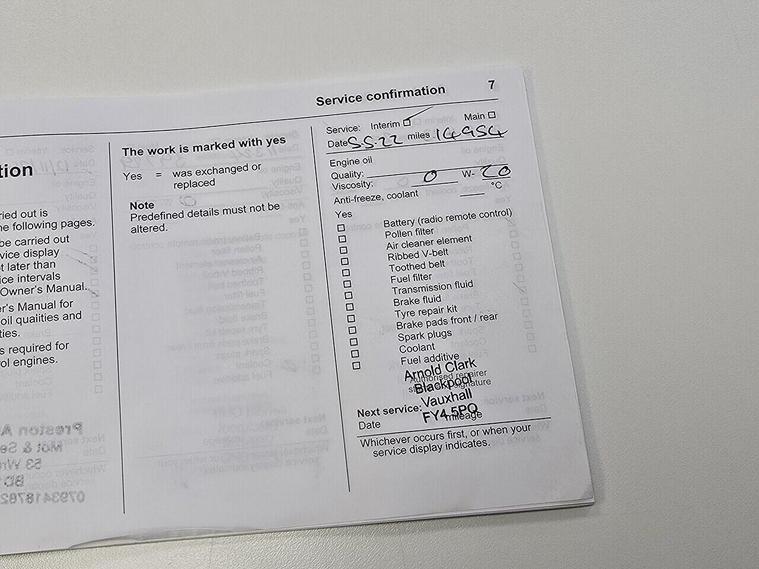 Service confirmation 7
tion
ried out is
he following pages.
be carried out
vice display
t later than
ice intervals
Owner's Manual.
er's Manual for
oil qualities and
ties.
s required for
ol engines.
The work is marked with yes
Yes = was exchanged or
replaced
Note
Predefined details must not be
altered.
Service: Interim Main
Date 5 5 22 miles 14954
Engine oil
Quality:
Viscosity: 0 W- 20
Anti-freeze, coolant °C
Yes
Battery (radio remote control)
Pollen filter
Air cleaner element
Ribbed V-belt
Toothed belt
Fuel filter
Transmission fluid
Brake fluid
Tyre repair kit
Brake pads front / rear
Spark plugs
Coolant
Fuel additive
Arnold Clark
Authorised repairer
Blackpool
signature
Vauxhall
Next service:
FY4 5PQ
Date mileage
Whichever occurs first, or when your
service display indicates.